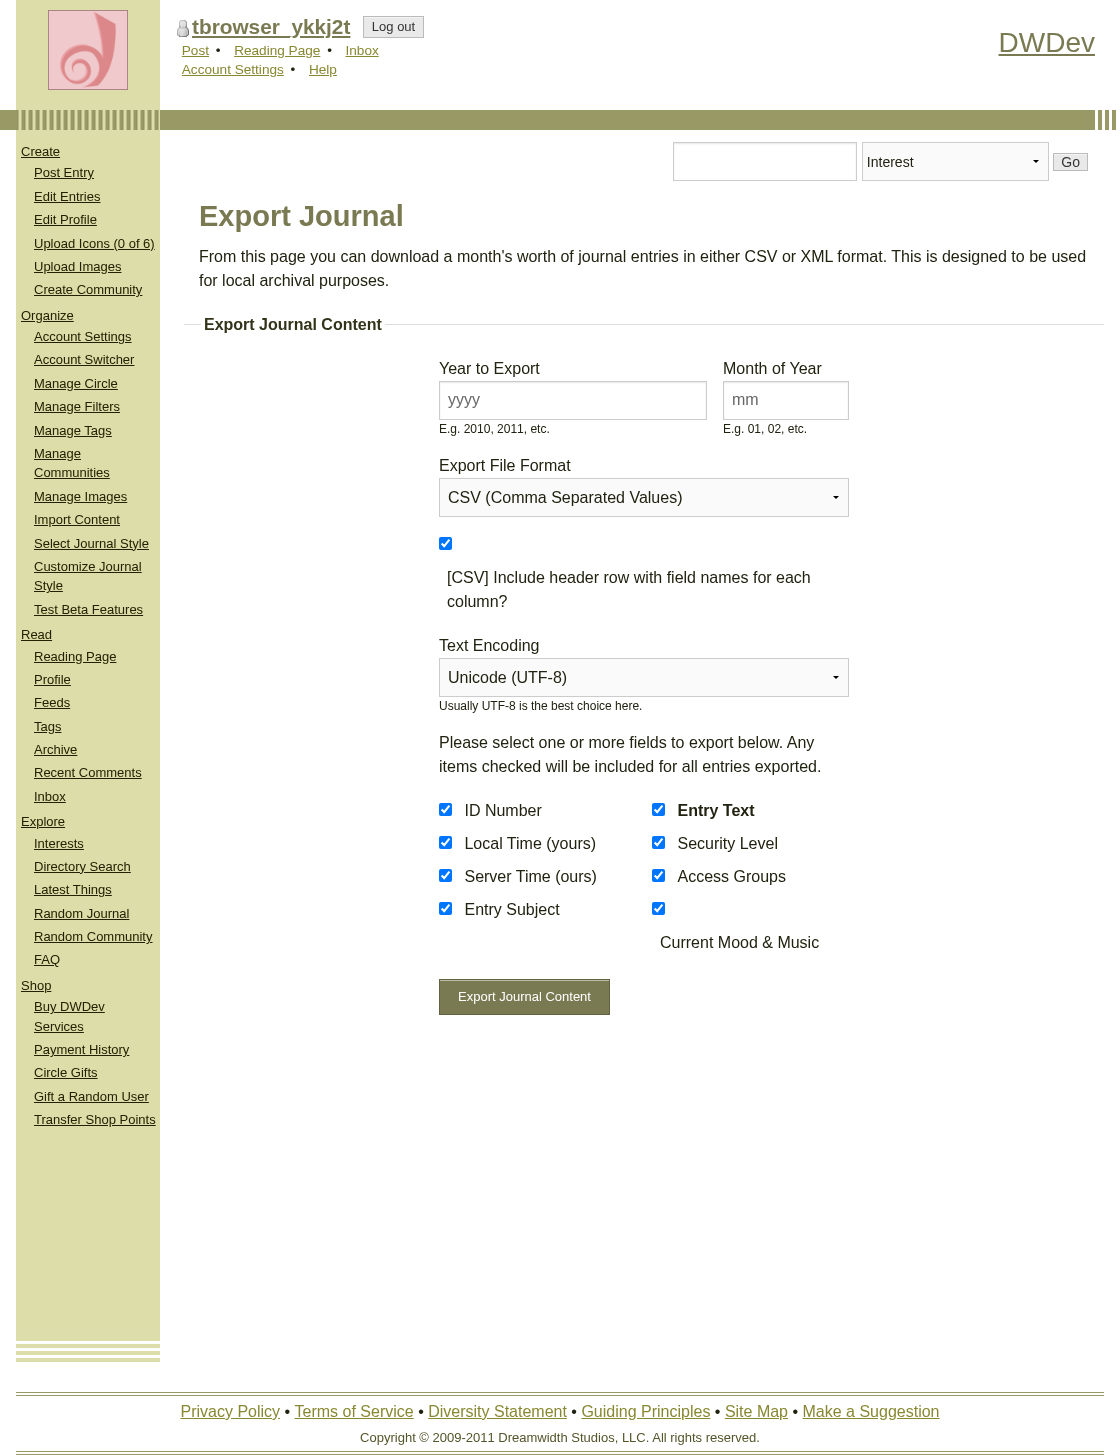 tbrowser_ykkj2t Log out
Post • Reading Page • Inbox
Account Settings • Help
DWDev
Create
Post Entry
Edit Entries
Edit Profile
Upload Icons (0 of 6)
Upload Images
Create Community
Organize
Account Settings
Account Switcher
Manage Circle
Manage Filters
Manage Tags
Manage
Communities
Manage Images
Import Content
Select Journal Style
Customize Journal
Style
Test Beta Features
Read
Reading Page
Profile
Feeds
Tags
Archive
Recent Comments
Inbox
Explore
Interests
Directory Search
Latest Things
Random Journal
Random Community
FAQ
Shop
Buy DWDev
Services
Payment History
Circle Gifts
Gift a Random User
Transfer Shop Points
Interest Go
Export Journal
From this page you can download a month's worth of journal entries in either CSV or XML format. This is designed to be used
for local archival purposes.
Export Journal Content
Year to Export Month of Year
yyyy mm
E.g. 2010, 2011, etc. E.g. 01, 02, etc.
Export File Format
CSV (Comma Separated Values)
[CSV] Include header row with field names for each
column?
Text Encoding
Unicode (UTF-8)
Usually UTF-8 is the best choice here.
Please select one or more fields to export below. Any
items checked will be included for all entries exported.
ID Number Entry Text
Local Time (yours) Security Level
Server Time (ours) Access Groups
Entry Subject
Current Mood & Music
Export Journal Content
Privacy Policy • Terms of Service • Diversity Statement • Guiding Principles • Site Map • Make a Suggestion
Copyright © 2009-2011 Dreamwidth Studios, LLC. All rights reserved.